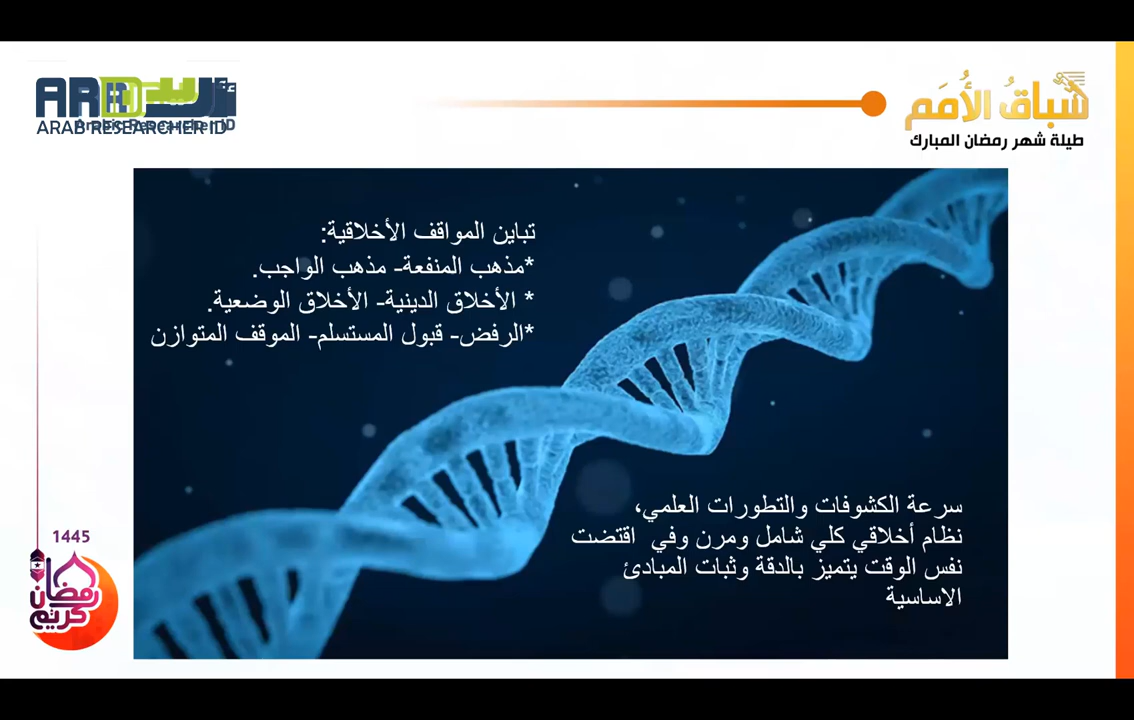 سباقُ الأُمَم
طيلة شهر رمضان المبارك
ARAB RESEARCHER ID
تباين المواقف الأخلاقية:
*مذهب المنفعة- مذهب الواجب.
* الأخلاق الدينية- الأخلاق الوضعية.
*الرفض- قبول المستسلم- الموقف المتوازن
سرعة الكشوفات والتطورات العلمي،
نظام أخلاقي كلي شامل ومرن وفي اقتضت
نفس الوقت يتميز بالدقة وثبات المبادئ
الاساسية
1445
رمضان
كريم